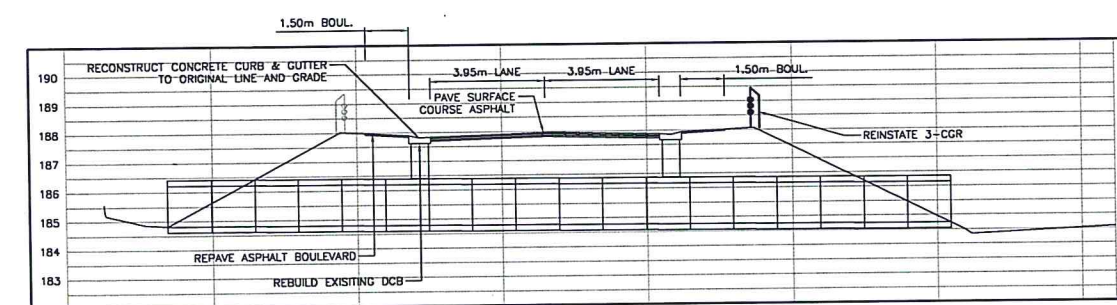 1.50m BOUL.
RECONSTRUCT CONCRETE CURB & GUTTER
TO ORIGINAL LINE AND GRADE
3.95m LANE
3.95m LANE
1.50m BOUL.
PAVE SURFACE
COURSE ASPHALT
REINSTATE 3-CGR
190
189
188
187
186
185
184
183
REPAVE ASPHALT BOULEVARD
REBUILD EXISITING DCB